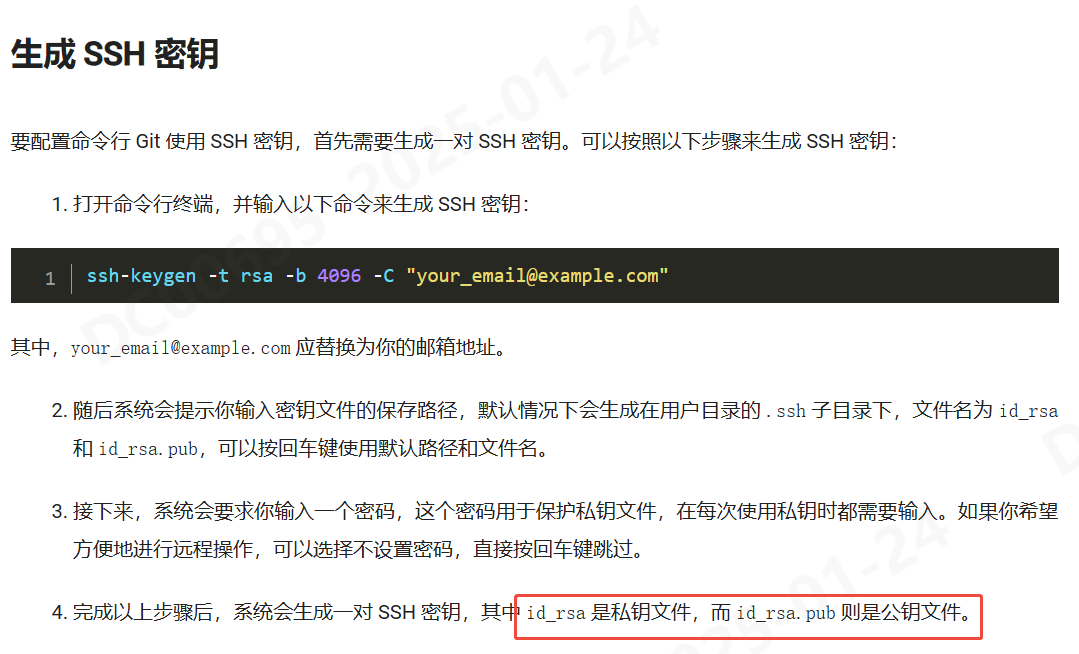 生成 SSH 密钥
要配置命令行 Git 使用 SSH 密钥，首先需要生成一对 SSH 密钥。可以按照以下步骤来生成 SSH 密钥：
1. 打开命令行终端，并输入以下命令来生成 SSH 密钥：
1 ssh-keygen -t rsa -b 4096 -C "your_email@example.com"
其中，your_email@example.com 应替换为你的邮箱地址。
2. 随后系统会提示你输入密钥文件的保存路径，默认情况下会生成在用户目录的 .ssh 子目录下，文件名为 id_rsa
和 id_rsa.pub，可以按回车键使用默认路径和文件名。
3. 接下来，系统会要求你输入一个密码，这个密码用于保护私钥文件，在每次使用私钥时都需要输入。如果你希望
方便地进行远程操作，可以选择不设置密码，直接按回车键跳过。
4. 完成以上步骤后，系统会生成一对 SSH 密钥，其中 id_rsa 是私钥文件，而 id_rsa.pub 则是公钥文件。